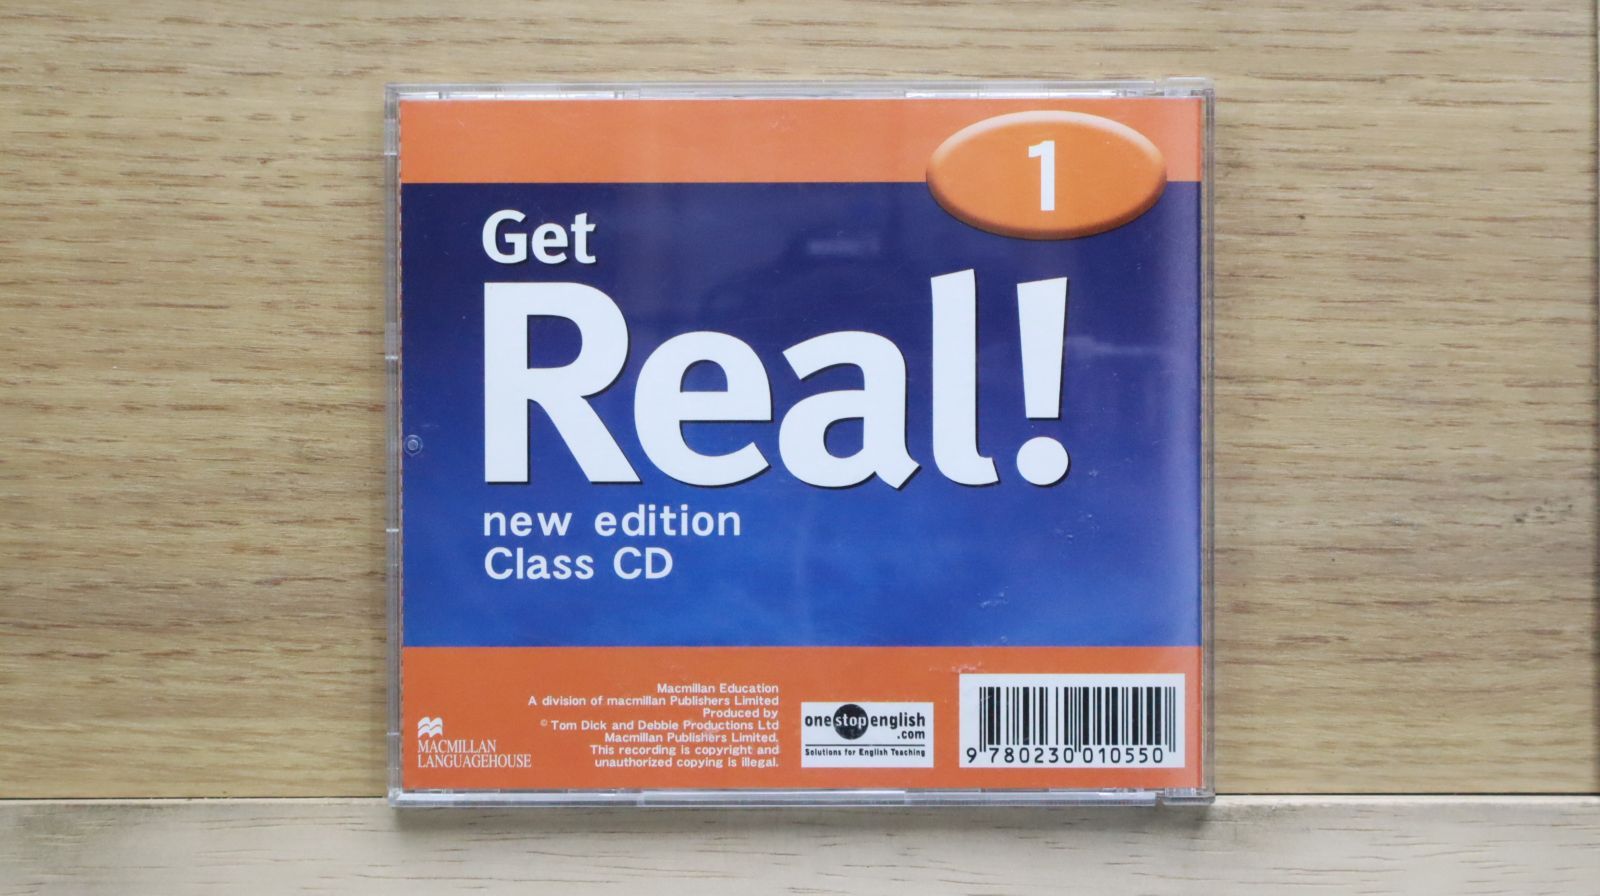 1
Get
Real!
new edition
Class CD
Macmillan Education
A division of macmillan Publishers Limited
Produced by
© Tom Dick and Debbie Productions Ltd
Macmillan Publishers Limited.
This recording is copyright and
unauthorized copying is illegal.
MACMILLAN
LANGUAGEHOUSE
onestopenglish
.com
Solutions for English Teaching
9 780230 010550